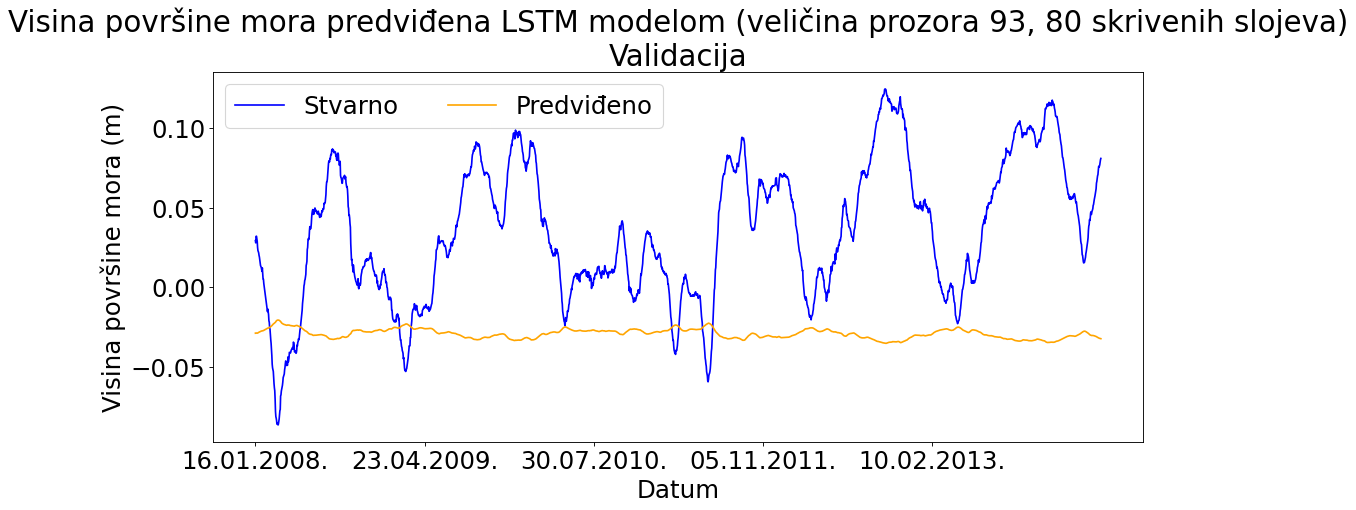 Visina površine mora predviđena LSTM modelom (veličina prozora 93, 80 skrivenih slojeva)
Validacija
Stvarno
Predviđeno
Visina površine mora (m)
0.10
0.05
0.00
−0.05
16.01.2008.
23.04.2009.
30.07.2010.
05.11.2011.
10.02.2013.
Datum